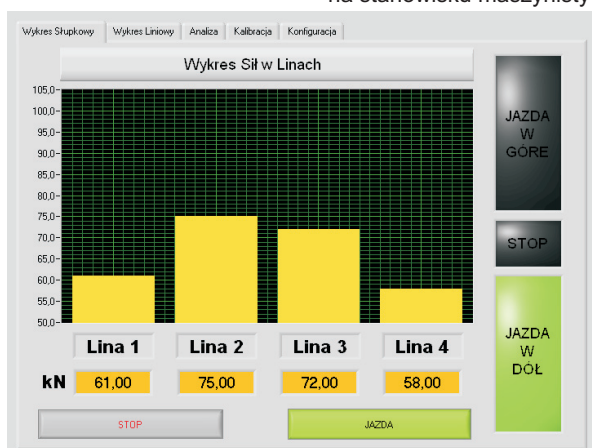 na stanowisku maszynisty
Wykres Słupkowy Wykres Liniowy Analiza Kalibracja Konfiguracja
Wykres Sił w Linach
105,0
100,0
95,0
90,0
85,0
80,0
75,0
70,0
65,0
60,0
55,0
50,0
Lina 1 Lina 2 Lina 3 Lina 4
kN 61,00 75,00 72,00 58,00
STOP JAZDA
JAZDA
W
GÓRE
STOP
JAZDA
W
DÓŁ